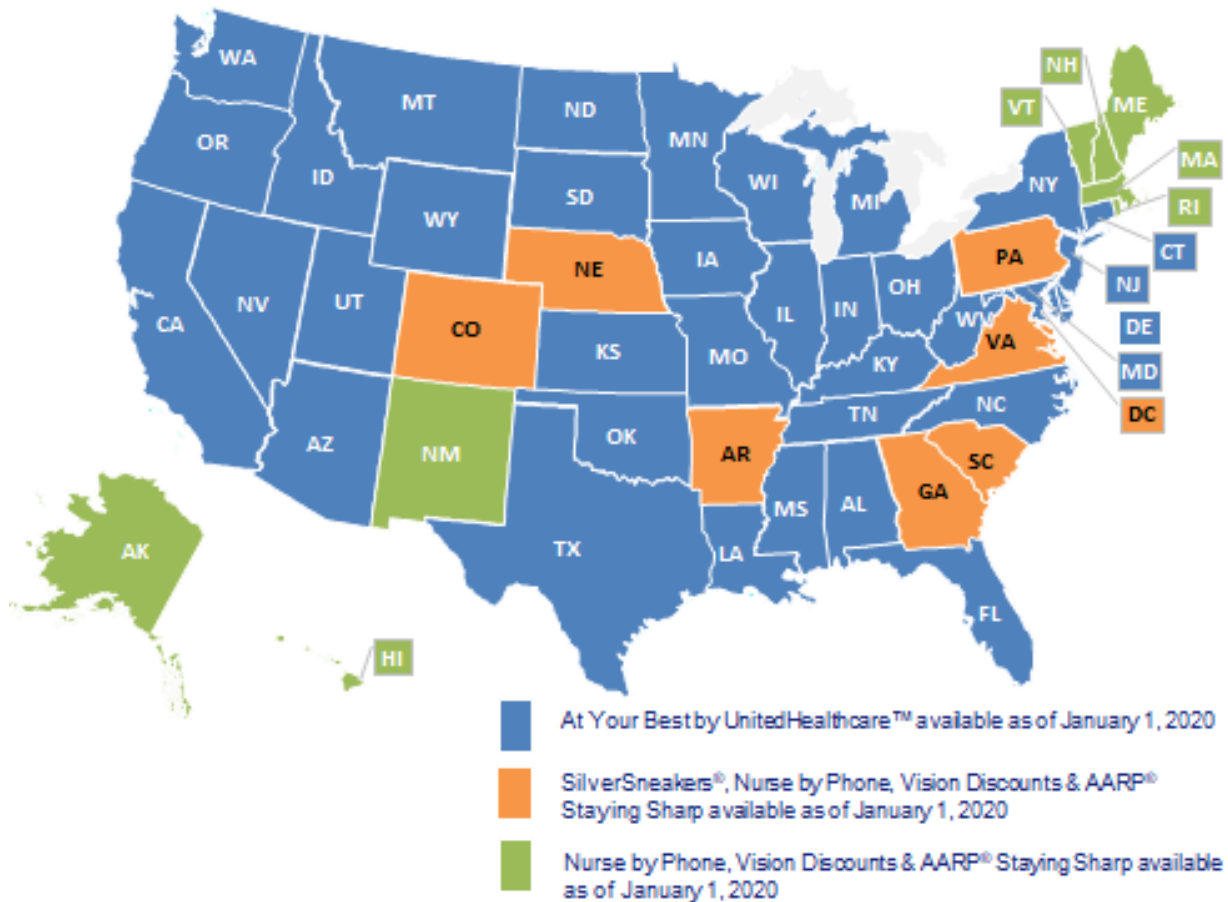 WA
MT
ND
MN
NH
ME
VT
OR
ID
SD
WI
MI
NY
MA
RI
WY
CT
NE
IA
PA
NJ
NV
UT
CO
IL
IN
OH
WV
DE
CA
KS
MO
KY
VA
MD
NC
DC
AZ
NM
OK
AR
TN
SC
GA
MS
AL
AK
TX
LA
FL
HI
At Your Best by UnitedHealthcare™ available as of January 1, 2020
SilverSneakers®, Nurse by Phone, Vision Discounts & AARP®
Staying Sharp available as of January 1, 2020
Nurse by Phone, Vision Discounts & AARP® Staying Sharp available
as of January 1, 2020